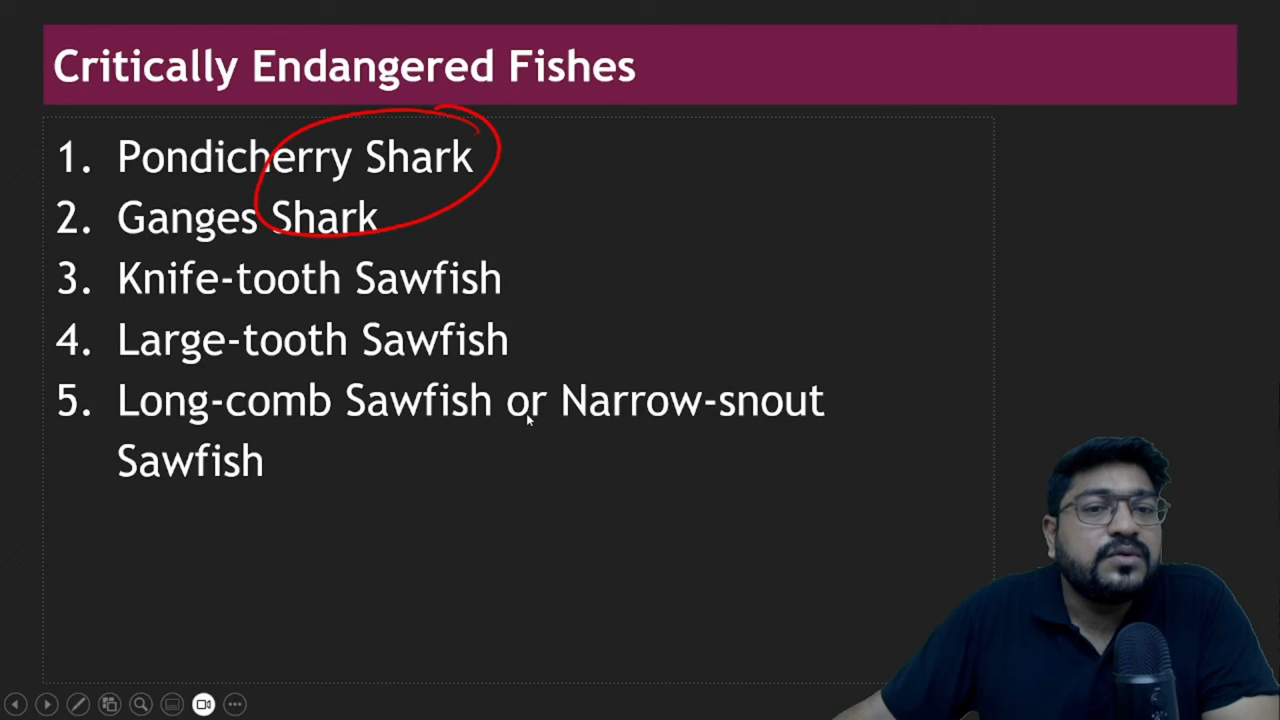 Critically Endangered Fishes
1. Pondicherry Shark
2. Ganges Shark
3. Knife-tooth Sawfish
4. Large-tooth Sawfish
5. Long-comb Sawfish or Narrow-snout
Sawfish